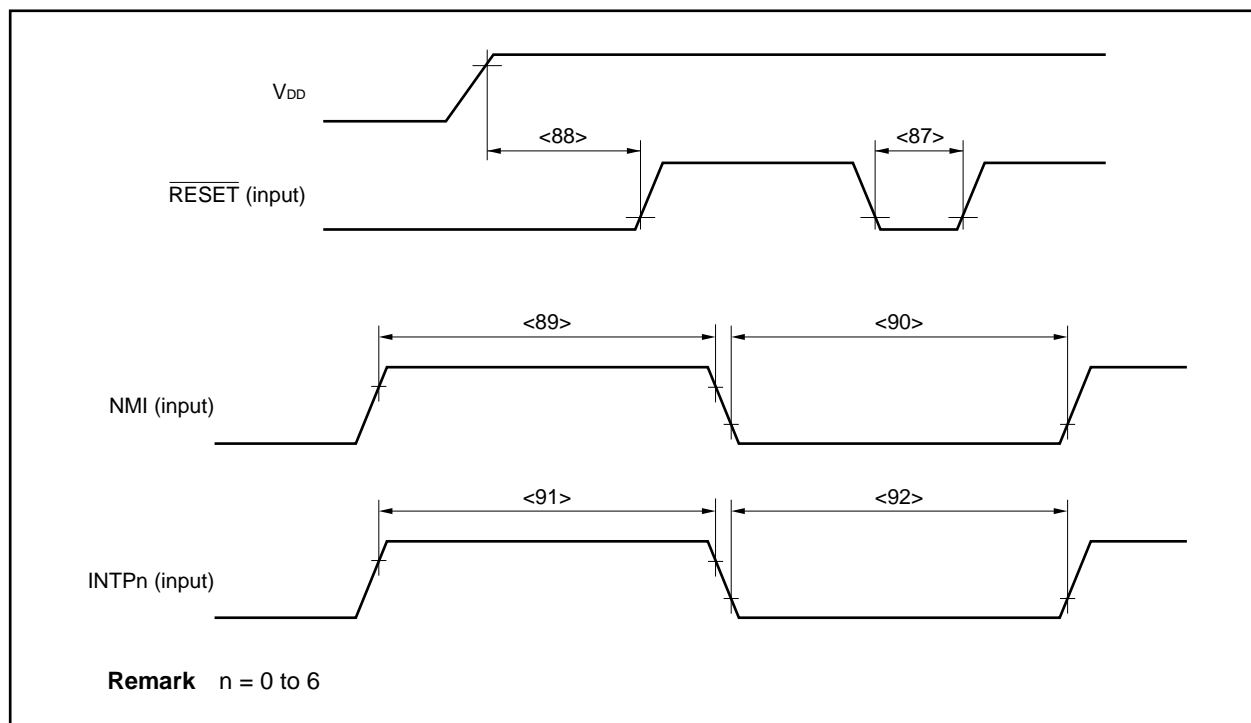 VDD
<88>
<87>
RESET (input)
<89>
<90>
NMI (input)
<91>
<92>
INTPn (input)
Remark n = 0 to 6